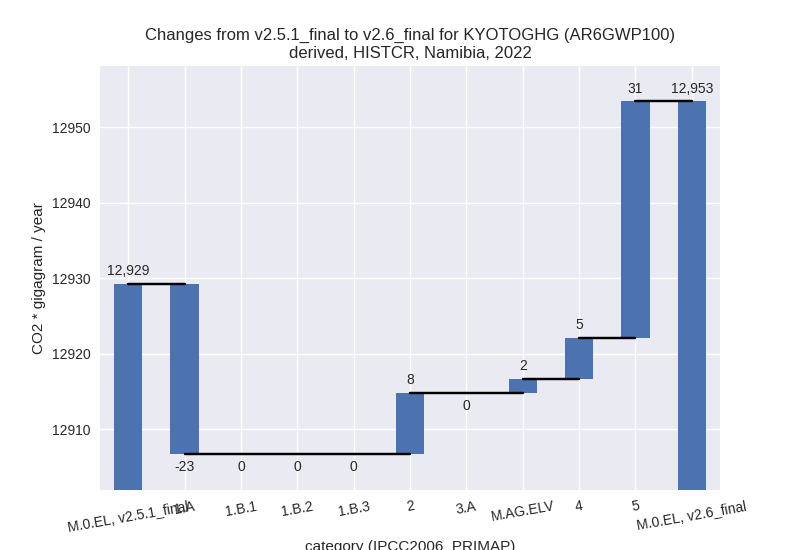 Changes from v2.5.1_final to v2.6_final for KYOTOGHG (AR6GWP100)
derived, HISTCR, Namibia, 2022
CO2 * gigagram / year
12950
12940
12930
12920
12910
12,929
-23
0
0
0
8
0
2
5
31
12,953
M.0.EL, v2.5.1_final
1.A
1.B.1
1.B.2
1.B.3
2
3.A
M.AG.ELV
4
5
M.0.EL, v2.6_final
category (IPCC2006_PRIMAP)